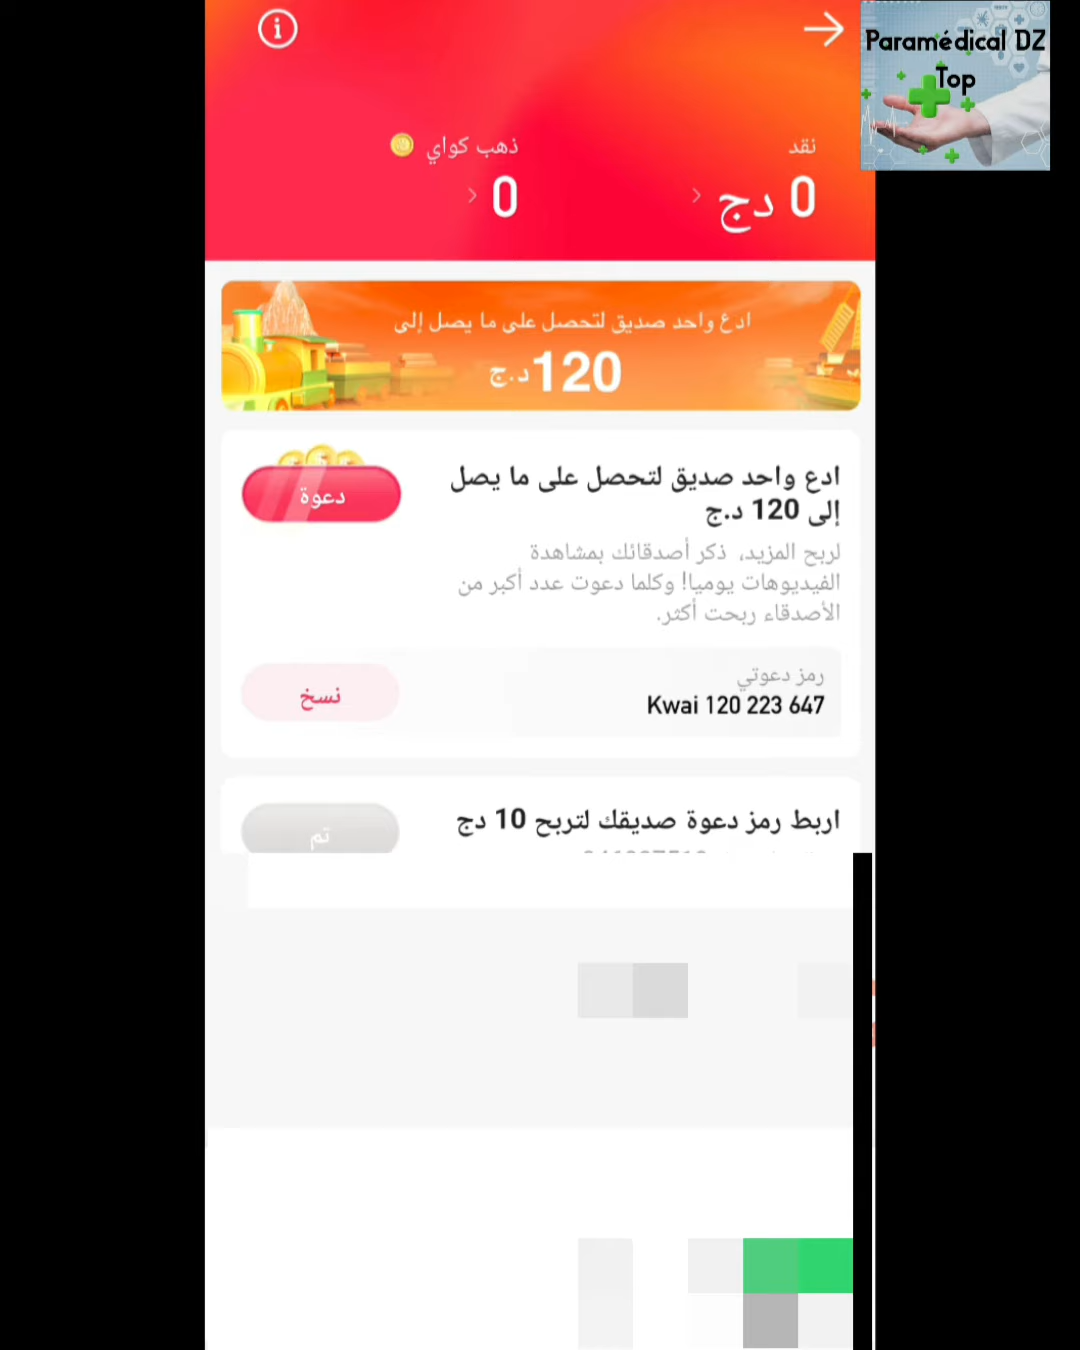 Paramédical DZ
Top
نقد
0 دج
ذهب كواي
0
ادع واحد صديق لتحصل على ما يصل إلى
120 د.ج
ادع واحد صديق لتحصل على ما يصل
إلى 120 د.ج
دعوة
لربح المزيد، ذكر أصدقائك بمشاهدة
الفيديوهات يوميا! وكلما دعوت عدد أكبر من
الأصدقاء ربحت أكثر.
رمز دعوتي
Kwai 120 223 647
نسخ
اربط رمز دعوة صديقك لتربح 10 دج
تم